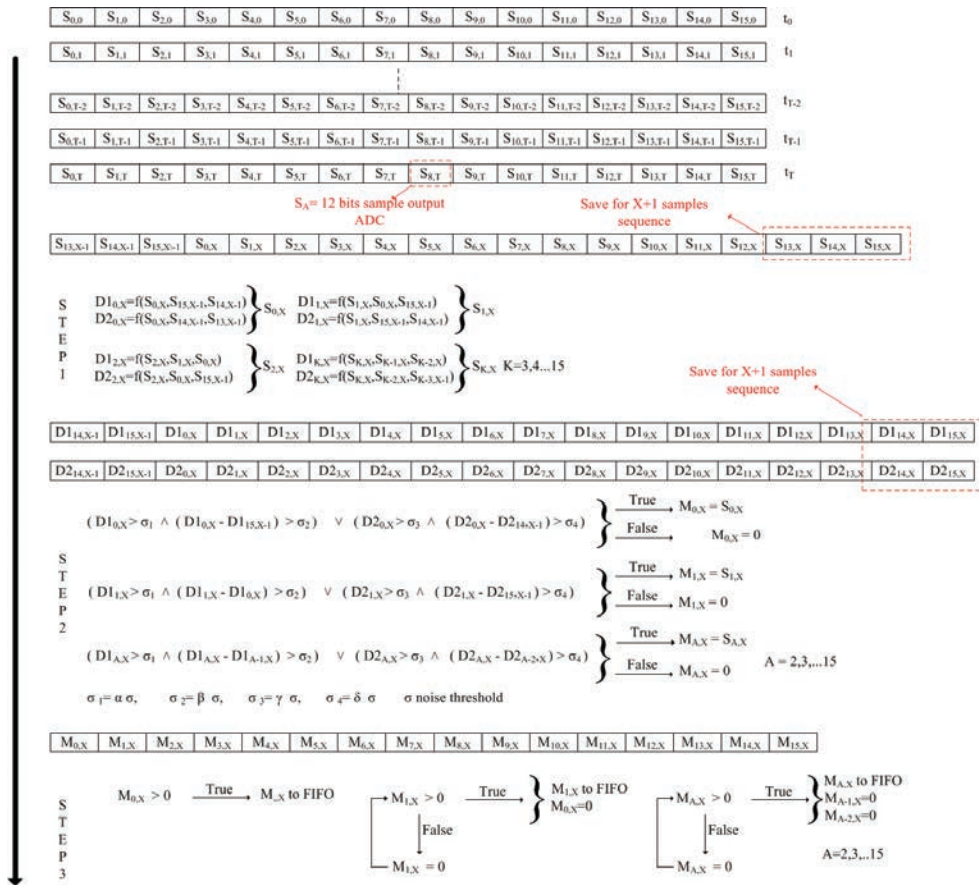 S0,0 S1,0 S2,0 S3,0 S4,0 S5,0 S6,0 S7,0 S8,0 S9,0 S10,0 S11,0 S12,0 S13,0 S14,0 S15,0 t0
S0,1 S1,1 S2,1 S3,1 S4,1 S5,1 S6,1 S7,1 S8,1 S9,1 S10,1 S11,1 S12,1 S13,1 S14,1 S15,1 t1
S0,T-2 S1,T-2 S2,T-2 S3,T-2 S4,T-2 S5,T-2 S6,T-2 S7,T-2 S8,T-2 S9,T-2 S10,T-2 S11,T-2 S12,T-2 S13,T-2 S14,T-2 S15,T-2 tT-2
S0,T-1 S1,T-1 S2,T-1 S3,T-1 S4,T-1 S5,T-1 S6,T-1 S7,T-1 S8,T-1 S9,T-1 S10,T-1 S11,T-1 S12,T-1 S13,T-1 S14,T-1 S15,T-1 tT-1
S0,T S1,T S2,T S3,T S4,T S5,T S6,T S7,T S8,T S9,T S10,T S11,T S12,T S13,T S14,T S15,T tT
SA= 12 bits sample output
ADC
Save for X+1 samples
sequence
S13,X-1 S14,X-1 S15,X-1 S0,X S1,X S2,X S3,X S4,X S5,X S6,X S7,X S8,X S9,X S10,X S11,X S12,X S13,X S14,X S15,X
STEP1
D10,X=f(S0,X,S15,X-1,S14,X-1)
D20,X=f(S0,X,S14,X-1,S13,X-1)
} S0,X
D11,X=f(S1,X,S0,X,S15,X-1)
D21,X=f(S1,X,S15,X-1,S14,X-1)
} S1,X
D12,X=f(S2,X,S1,X,S0,X)
D22,X=f(S2,X,S0,X,S15,X-1)
} S2,X
D1K,X=f(SK,X,SK-1,X,SK-2,X)
D2K,X=f(SK,X,SK-2,X,SK-3,X-1)
} SK,X K=3,4...15
Save for X+1 samples
sequence
D114,X-1 D115,X-1 D10,X D11,X D12,X D13,X D14,X D15,X D16,X D17,X D18,X D19,X D110,X D111,X D112,X D113,X D114,X D115,X
D214,X-1 D215,X-1 D20,X D21,X D22,X D23,X D24,X D25,X D26,X D27,X D28,X D29,X D210,X D211,X D212,X D213,X D214,X D215,X
STEP2
( D10,X > σ1 ∧ (D10,X - D115,X-1) > σ2 ) ∨ (D20,X > σ3 ∧ (D20,X - D214,X-1) > σ4 )
True M0,X = S0,X
False M0,X = 0
( D11,X > σ1 ∧ (D11,X - D10,X) > σ2 ) ∨ (D21,X > σ3 ∧ (D21,X - D215,X-1) > σ4 )
True M1,X = S1,X
False M1,X = 0
( D1A,X > σ1 ∧ (D1A,X - D1A-1,X) > σ2 ) ∨ (D2A,X > σ3 ∧ (D2A,X - D2A-2,X) > σ4 )
True MA,X = SA,X
False MA,X = 0 A = 2,3,...15
σ 1= α σ, σ 2= β σ, σ 3= γ σ, σ 4= δ σ σ noise threshold
M0,X M1,X M2,X M3,X M4,X M5,X M6,X M7,X M8,X M9,X M10,X M11,X M12,X M13,X M14,X M15,X
STEP3
M0,X > 0 True M,,X to FIFO
M1,X > 0 True M1,X to FIFO
M0,X=0
False
M1,X = 0
MA,X > 0 True MA,X to FIFO
MA-1,X=0
MA-2,X=0
False
MA,X = 0
A=2,3,..15